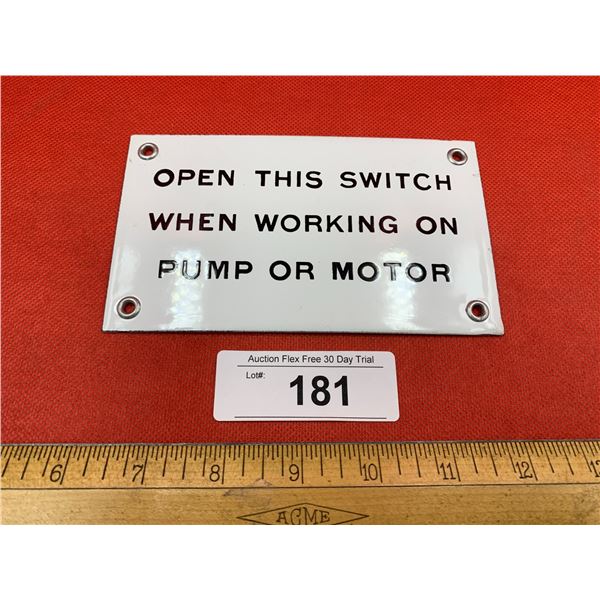 OPEN THIS SWITCH
WHEN WORKING ON
PUMP OR MOTOR
Auction Flex Free 30 Day Trial
Lot#: 181
6 7 8 9 10 11 12 13
ACME